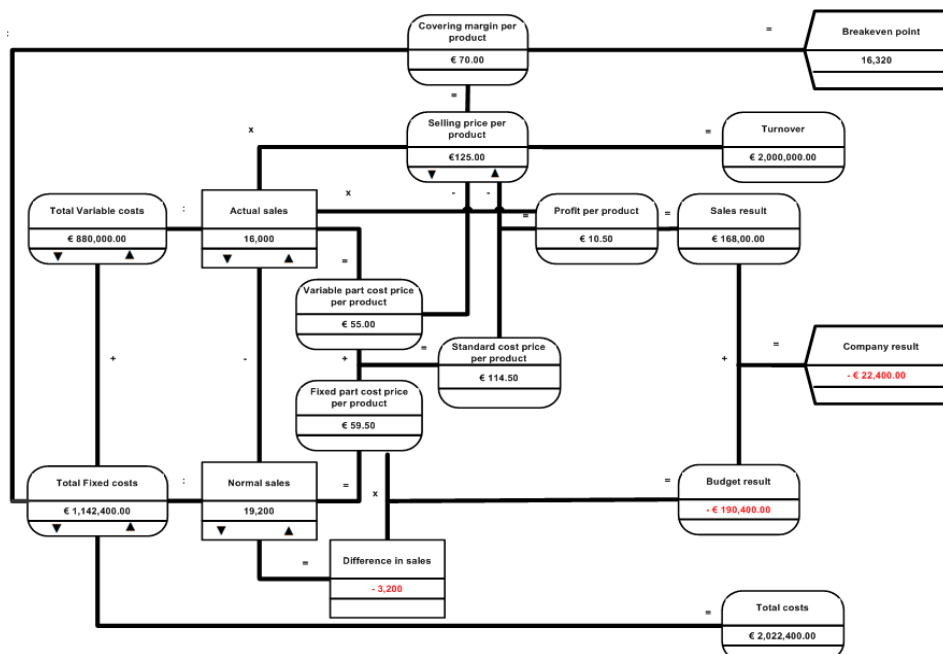 Covering margin per
product
€ 70.00
:
=
Breakeven point
16,320
=
x
Selling price per
product
€125.00
▼ ▲
=
Turnover
€ 2,000,000.00
Total Variable costs
€ 880,000.00
▼ ▲
:
Actual sales
16,000
▼ ▲
x
-
-
=
Profit per product
€ 10.50
=
Sales result
€ 168,00.00
=
Variable part cost price
per product
€ 55.00
+
-
+
=
Standard cost price
per product
€ 114.50
+
=
Company result
- € 22,400.00
Fixed part cost price
per product
€ 59.50
Total Fixed costs
€ 1,142,400.00
▼ ▲
:
Normal sales
19,200
▼ ▲
=
x
=
Budget result
- € 190,400.00
=
Difference in sales
- 3,200
=
Total costs
€ 2,022,400.00